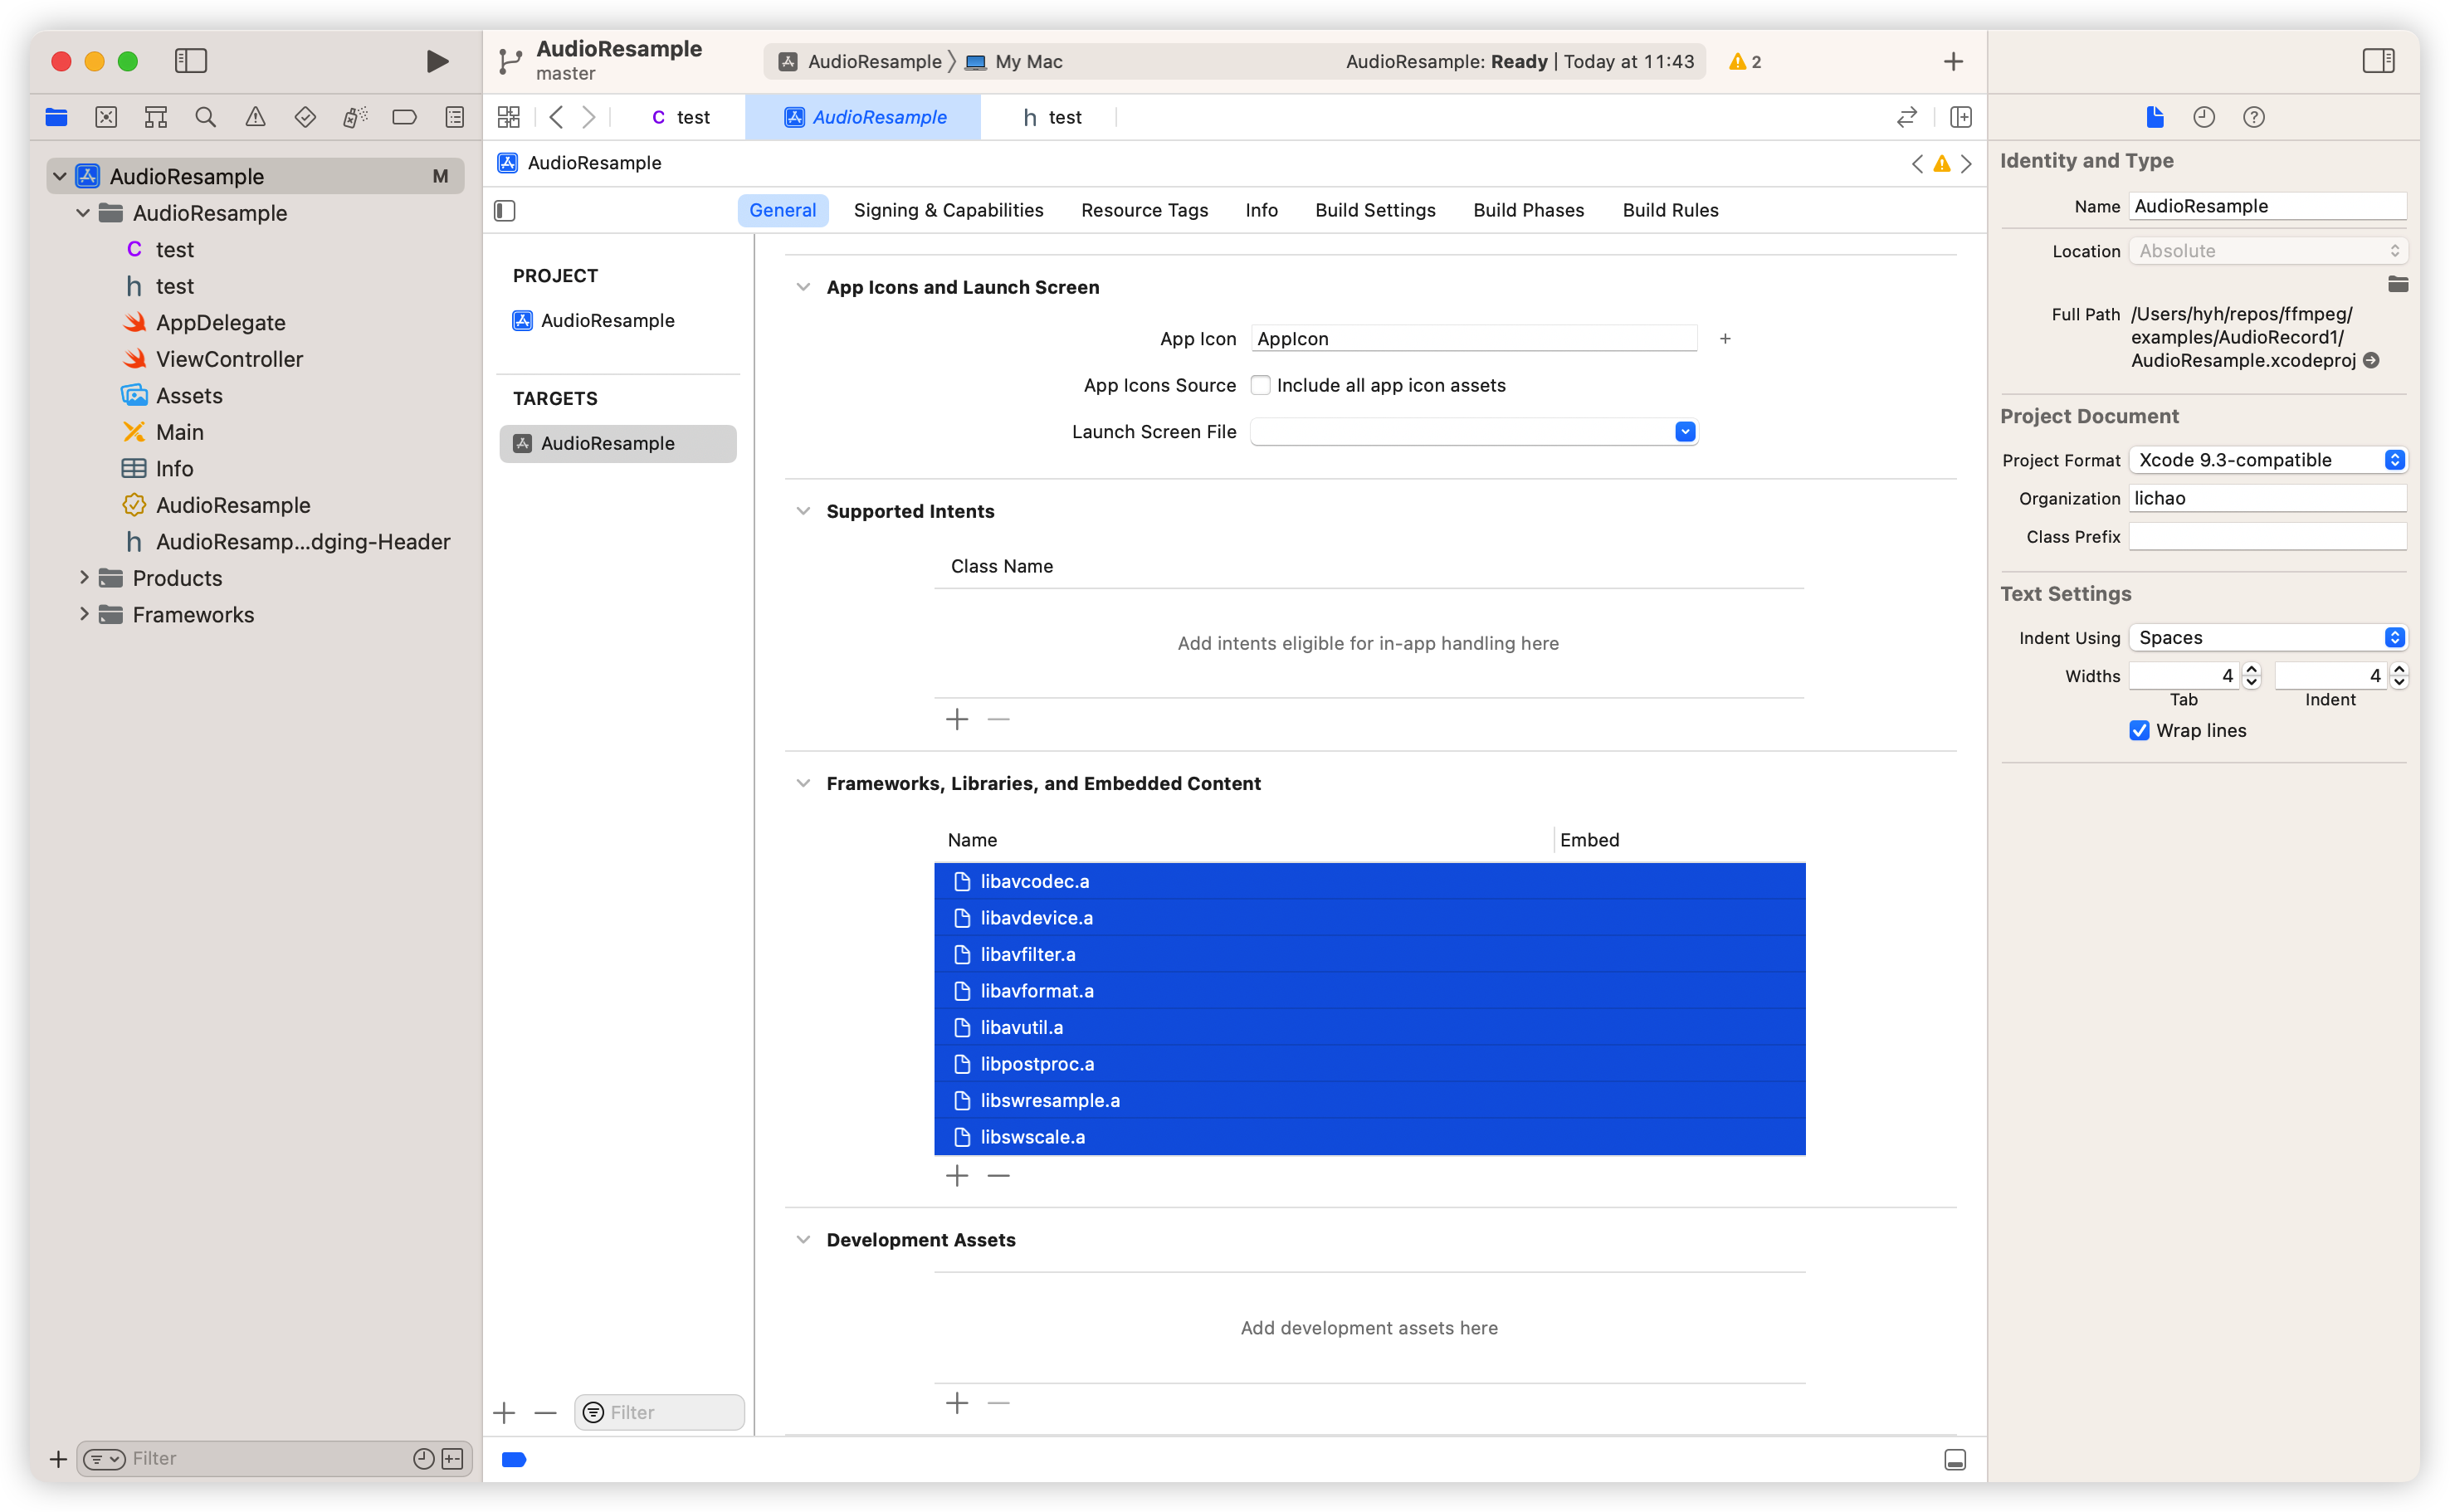 AudioResample
master
AudioResample
My Mac
AudioResample: Ready | Today at 11:43
2
test
AudioResample
test
AudioResample
M
AudioResample
test
test
AppDelegate
ViewController
Assets
Main
Info
AudioResample
AudioResamp...dging-Header
Products
Frameworks
Filter
AudioResample
General
Signing & Capabilities
Resource Tags
Info
Build Settings
Build Phases
Build Rules
PROJECT
AudioResample
TARGETS
AudioResample
Filter
App Icons and Launch Screen
App Icon
AppIcon
App Icons Source
Include all app icon assets
Launch Screen File
Supported Intents
Class Name
Add intents eligible for in-app handling here
Frameworks, Libraries, and Embedded Content
Name
Embed
libavcodec.a
libavdevice.a
libavfilter.a
libavformat.a
libavutil.a
libpostproc.a
libswresample.a
libswscale.a
Development Assets
Add development assets here
Identity and Type
Name
AudioResample
Location
Absolute
Full Path
/Users/hyh/repos/ffmpeg/
examples/AudioRecord1/
AudioResample.xcodeproj
Project Document
Project Format
Xcode 9.3-compatible
Organization
lichao
Class Prefix
Text Settings
Indent Using
Spaces
Widths
4
4
Tab
Indent
Wrap lines